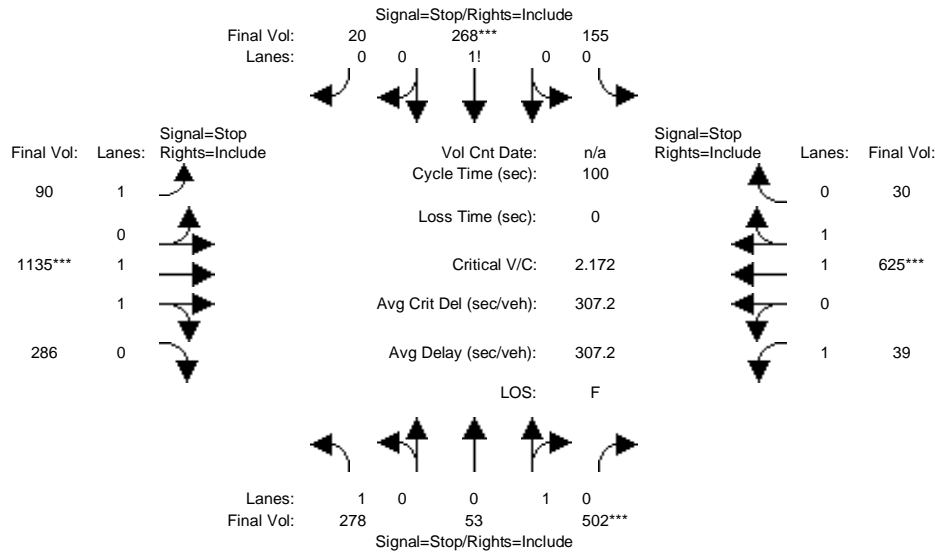 Signal=Stop/Rights=Include
Final Vol: 20 268*** 155
Lanes: 0 0 1! 0 0
Signal=Stop Signal=Stop
Final Vol: Lanes: Rights=Include Vol Cnt Date: n/a Rights=Include Lanes: Final Vol:
Cycle Time (sec): 100
90 1 0 30
Loss Time (sec): 0
0 1
1135*** 1 Critical V/C: 2.172 1 625***
1 Avg Crit Del (sec/veh): 307.2 0
286 0 Avg Delay (sec/veh): 307.2 1 39
LOS: F
Lanes: 1 0 0 1 0
Final Vol: 278 53 502***
Signal=Stop/Rights=Include